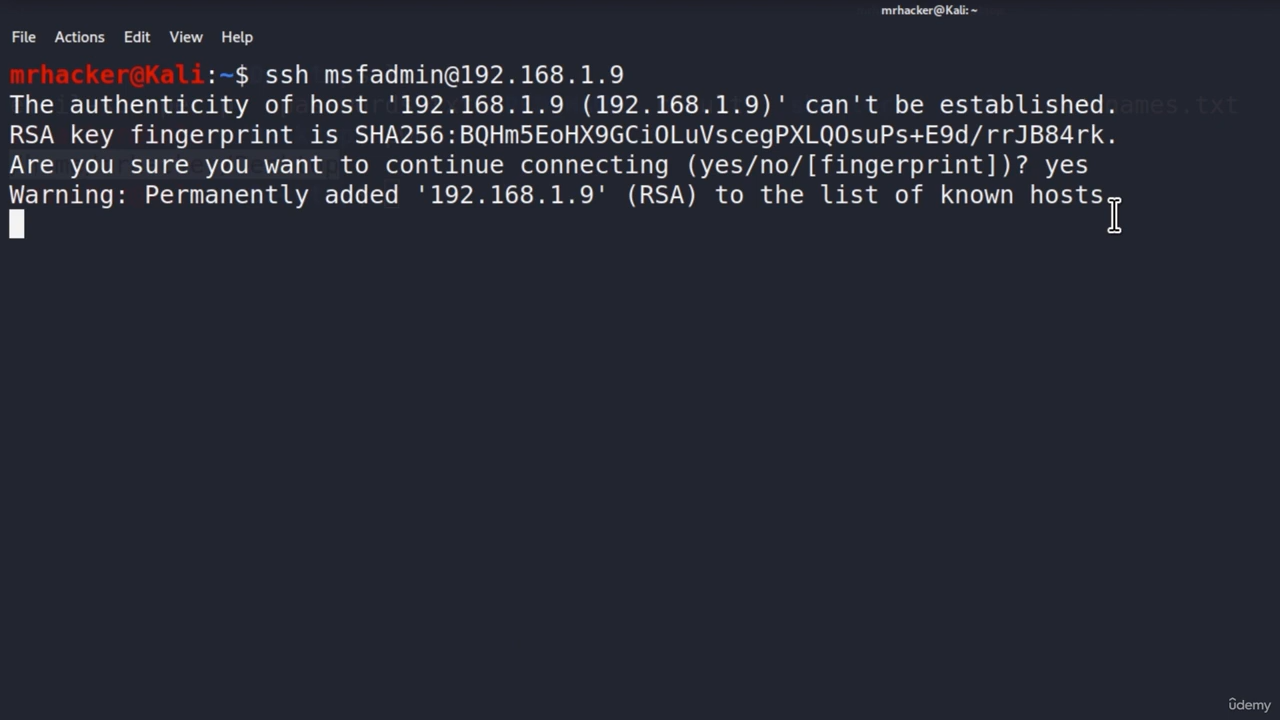 mrhacker@Kali: ~
File Actions Edit View Help
mrhacker@Kali:~$ ssh msfadmin@192.168.1.9
The authenticity of host '192.168.1.9 (192.168.1.9)' can't be established.
RSA key fingerprint is SHA256:BQHm5EoHX9GCiOLuVscegPXLQOsuPs+E9d/rrJB84rk.
Are you sure you want to continue connecting (yes/no/[fingerprint])? yes
Warning: Permanently added '192.168.1.9' (RSA) to the list of known hosts.
ûdemy